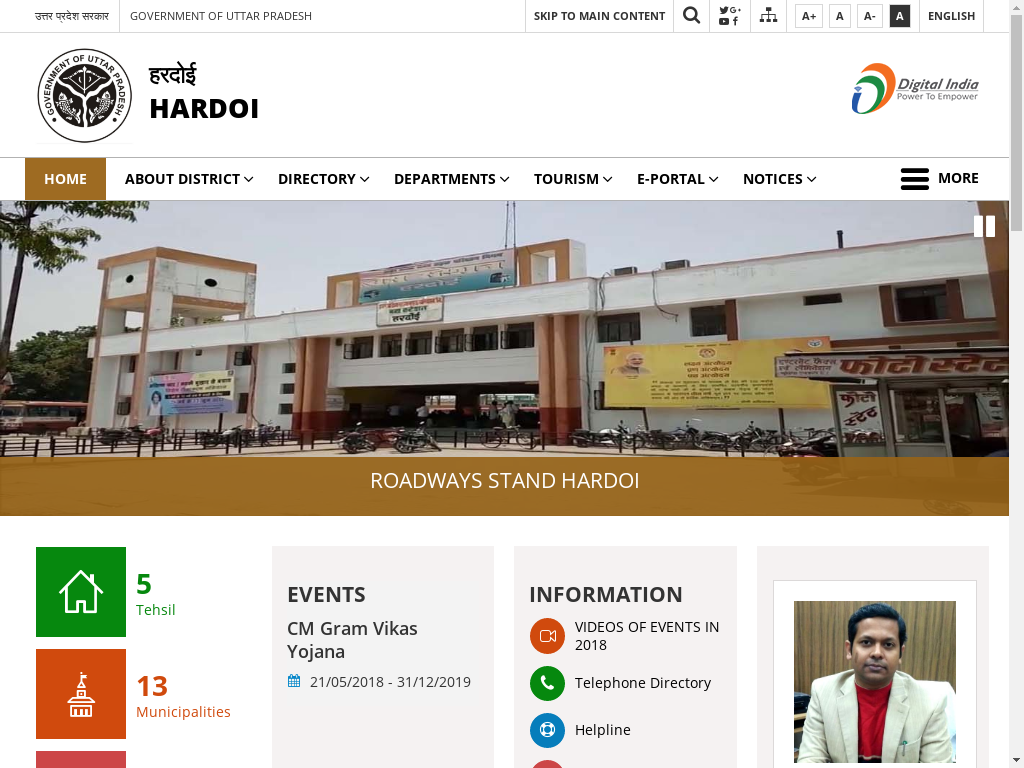 उत्तर प्रदेश सरकार
GOVERNMENT OF UTTAR PRADESH
SKIP TO MAIN CONTENT
A+
A
A-
A
ENGLISH
GOVERNMENT OF UTTAR PRADESH
हरदोई
HARDOI
Digital India
Power To Empower
HOME
ABOUT DISTRICT
DIRECTORY
DEPARTMENTS
TOURISM
E-PORTAL
NOTICES
MORE
हरदोई
फोटो स्टेट
फोटो
ROADWAYS STAND HARDOI
5
Tehsil
13
Municipalities
EVENTS
CM Gram Vikas
Yojana
21/05/2018 - 31/12/2019
INFORMATION
VIDEOS OF EVENTS IN
2018
Telephone Directory
Helpline